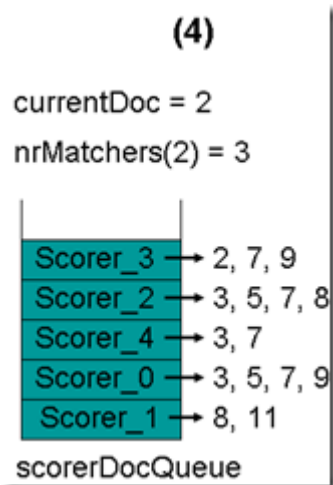 (4)
currentDoc = 2
nrMatchers(2) = 3
Scorer_3 → 2, 7, 9
Scorer_2 → 3, 5, 7, 8
Scorer_4 → 3, 7
Scorer_0 → 3, 5, 7, 9
Scorer_1 → 8, 11
scorerDocQueue